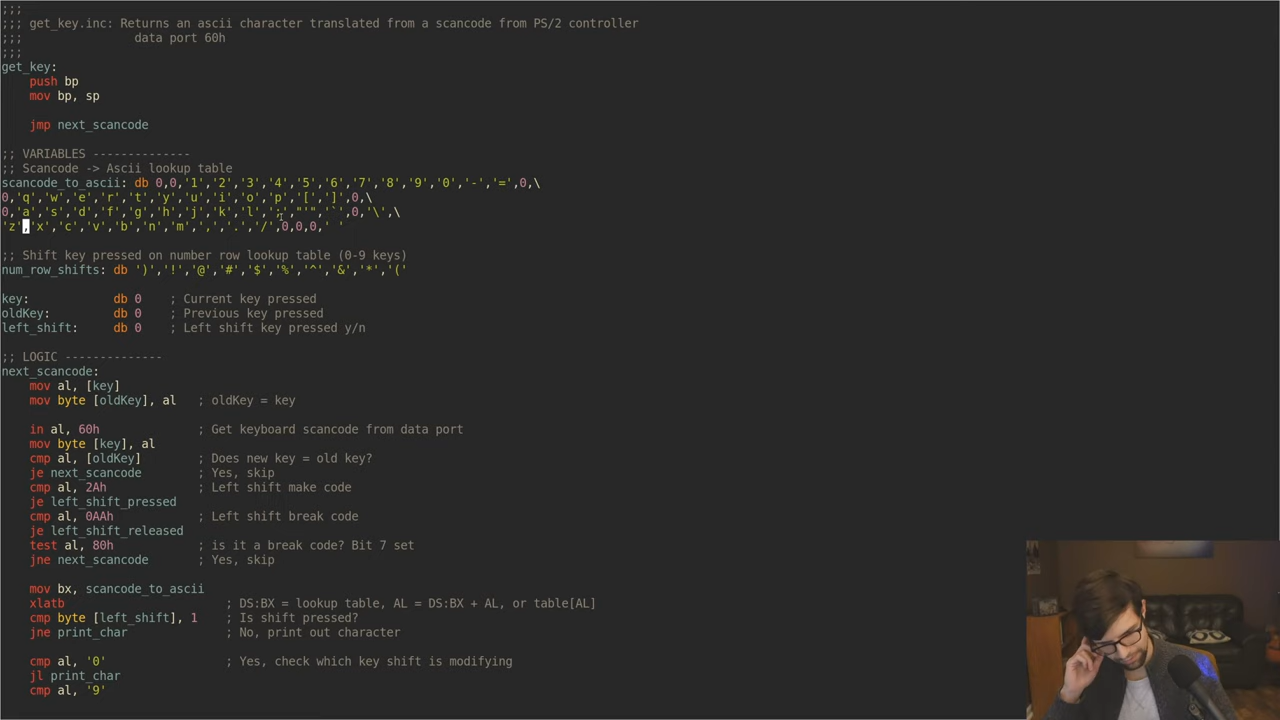 ;;;
;;; get_key.inc: Returns an ascii character translated from a scancode from PS/2 controller
;;;               data port 60h
;;;
get_key:
    push bp
    mov bp, sp
    jmp next_scancode
;; VARIABLES --------------
;; Scancode -> Ascii lookup table
scancode_to_ascii: db 0,0,'1','2','3','4','5','6','7','8','9','0','-','=',0,\
0,'q','w','e','r','t','y','u','i','o','p','[',']',0,\
0,'a','s','d','f','g','h','j','k','l',';',"'",'`',0,'\',\
'z','x','c','v','b','n','m',',','.','/',0,0,0,' '
;; Shift key pressed on number row lookup table (0-9 keys)
num_row_shifts: db ')','!','@','#','$','%','^','&','*','('
key:            db 0    ; Current key pressed
oldKey:         db 0    ; Previous key pressed
left_shift:     db 0    ; Left shift key pressed y/n
;; LOGIC --------------
next_scancode:
    mov al, [key]
    mov byte [oldKey], al   ; oldKey = key
    in al, 60h              ; Get keyboard scancode from data port
    mov byte [key], al
    cmp al, [oldKey]        ; Does new key = old key?
    je next_scancode        ; Yes, skip
    cmp al, 2Ah             ; Left shift make code
    je left_shift_pressed
    cmp al, 0AAh            ; Left shift break code
    je left_shift_released
    test al, 80h            ; is it a break code? Bit 7 set
    jne next_scancode       ; Yes, skip
    mov bx, scancode_to_ascii
    xlatb                       ; DS:BX = lookup table, AL = DS:BX + AL, or table[AL]
    cmp byte [left_shift], 1    ; Is shift pressed?
    jne print_char              ; No, print out character
    cmp al, '0'                 ; Yes, check which key shift is modifying
    jl print_char
    cmp al, '9'